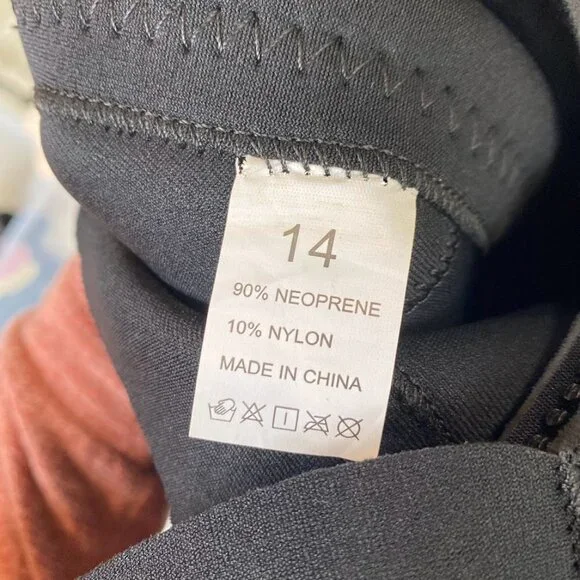 14
90% NEOPRENE
10% NYLON
MADE IN CHINA